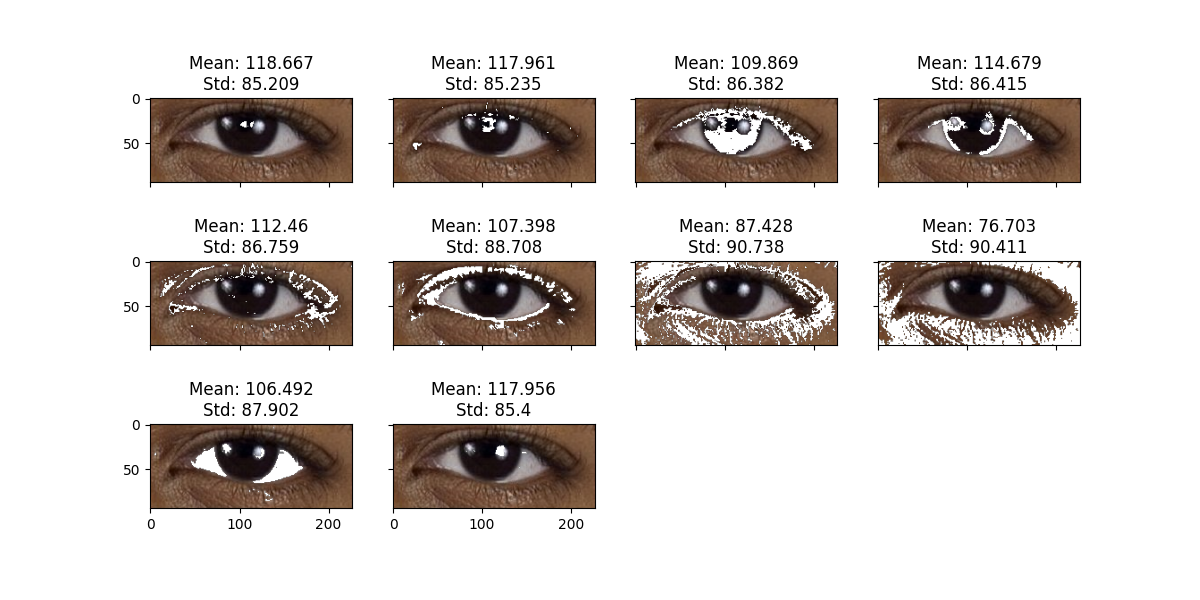 Mean: 118.667
Std: 85.209
Mean: 117.961
Std: 85.235
Mean: 109.869
Std: 86.382
Mean: 114.679
Std: 86.415
0
50
Mean: 112.46
Std: 86.759
Mean: 107.398
Std: 88.708
Mean: 87.428
Std: 90.738
Mean: 76.703
Std: 90.411
0
50
Mean: 106.492
Std: 87.902
Mean: 117.956
Std: 85.4
0
50
0 100 200
0 100 200